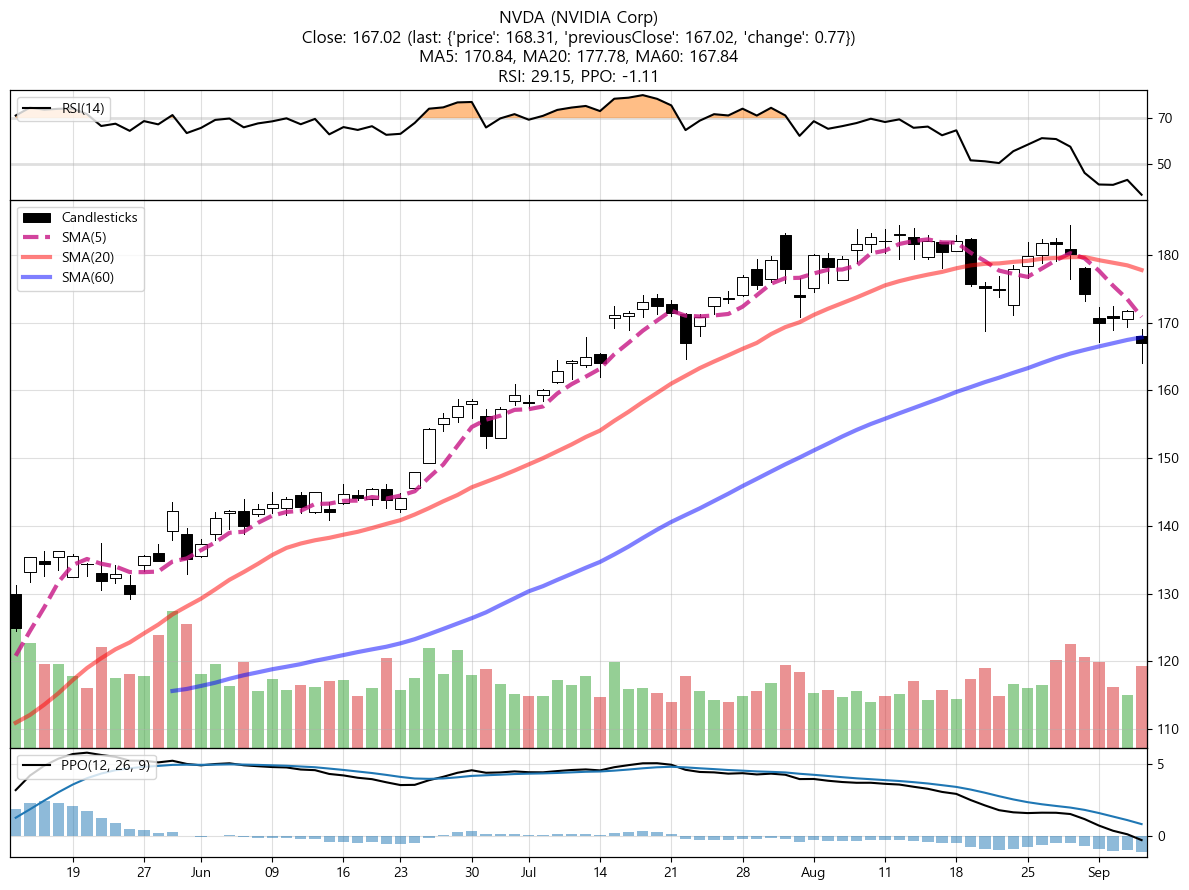 NVDA (NVIDIA Corp)
Close: 167.02 (last: {'price': 168.31, 'previousClose': 167.02, 'change': 0.77})
MA5: 170.84, MA20: 177.78, MA60: 167.84
RSI: 29.15, PPO: -1.11
RSI(14)
70
50
Candlesticks
SMA(5)
SMA(20)
SMA(60)
180
170
160
150
140
130
120
110
PPO(12, 26, 9)
5
0
19 27 Jun 09 16 23 30 Jul 14 21 28 Aug 11 18 25 Sep